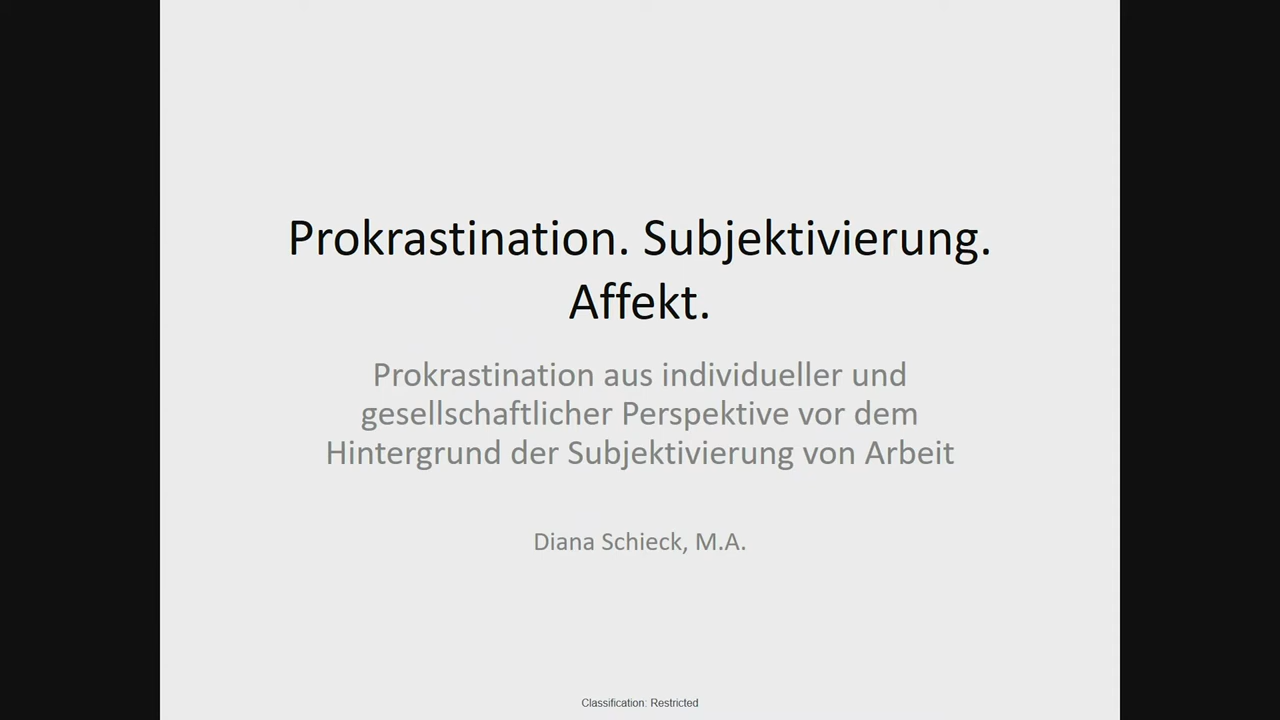 Prokrastination. Subjektivierung.
Affekt.
Prokrastination aus individueller und
gesellschaftlicher Perspektive vor dem
Hintergrund der Subjektivierung von Arbeit
Diana Schieck, M.A.
Classification: Restricted